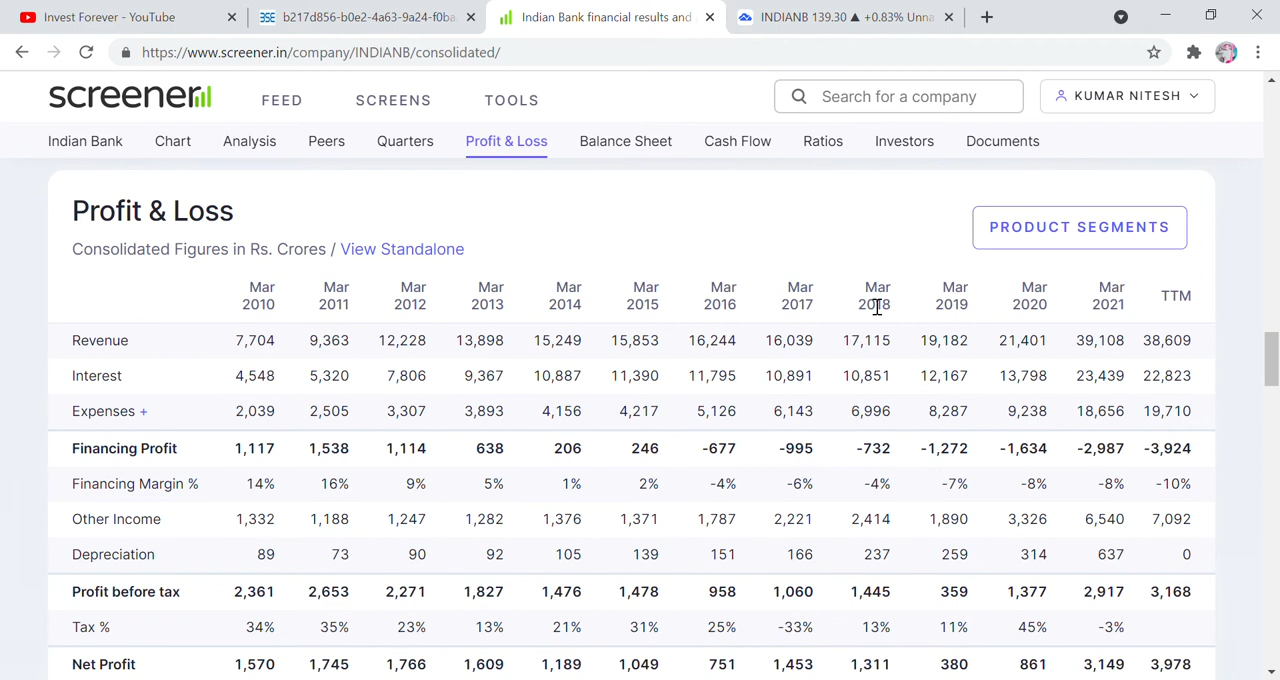 Invest Forever - YouTube
b217d856-b0e2-4a63-9a24-f0ba
Indian Bank financial results and
INDIANB 139.30 ▲ +0.83% Unna
https://www.screener.in/company/INDIANB/consolidated/
screener
FEED SCREENS TOOLS
Search for a company
KUMAR NITESH
Indian Bank Chart Analysis Peers Quarters Profit & Loss Balance Sheet Cash Flow Ratios Investors Documents
Profit & Loss
PRODUCT SEGMENTS
Consolidated Figures in Rs. Crores / View Standalone
Mar 2010 Mar 2011 Mar 2012 Mar 2013 Mar 2014 Mar 2015 Mar 2016 Mar 2017 Mar 2018 Mar 2019 Mar 2020 Mar 2021 TTM
Revenue 7,704 9,363 12,228 13,898 15,249 15,853 16,244 16,039 17,115 19,182 21,401 39,108 38,609
Interest 4,548 5,320 7,806 9,367 10,887 11,390 11,795 10,891 10,851 12,167 13,798 23,439 22,823
Expenses + 2,039 2,505 3,307 3,893 4,156 4,217 5,126 6,143 6,996 8,287 9,238 18,656 19,710
Financing Profit 1,117 1,538 1,114 638 206 246 -677 -995 -732 -1,272 -1,634 -2,987 -3,924
Financing Margin % 14% 16% 9% 5% 1% 2% -4% -6% -4% -7% -8% -8% -10%
Other Income 1,332 1,188 1,247 1,282 1,376 1,371 1,787 2,221 2,414 1,890 3,326 6,540 7,092
Depreciation 89 73 90 92 105 139 151 166 237 259 314 637 0
Profit before tax 2,361 2,653 2,271 1,827 1,476 1,478 958 1,060 1,445 359 1,377 2,917 3,168
Tax % 34% 35% 23% 13% 21% 31% 25% -33% 13% 11% 45% -3%
Net Profit 1,570 1,745 1,766 1,609 1,189 1,049 751 1,453 1,311 380 861 3,149 3,978